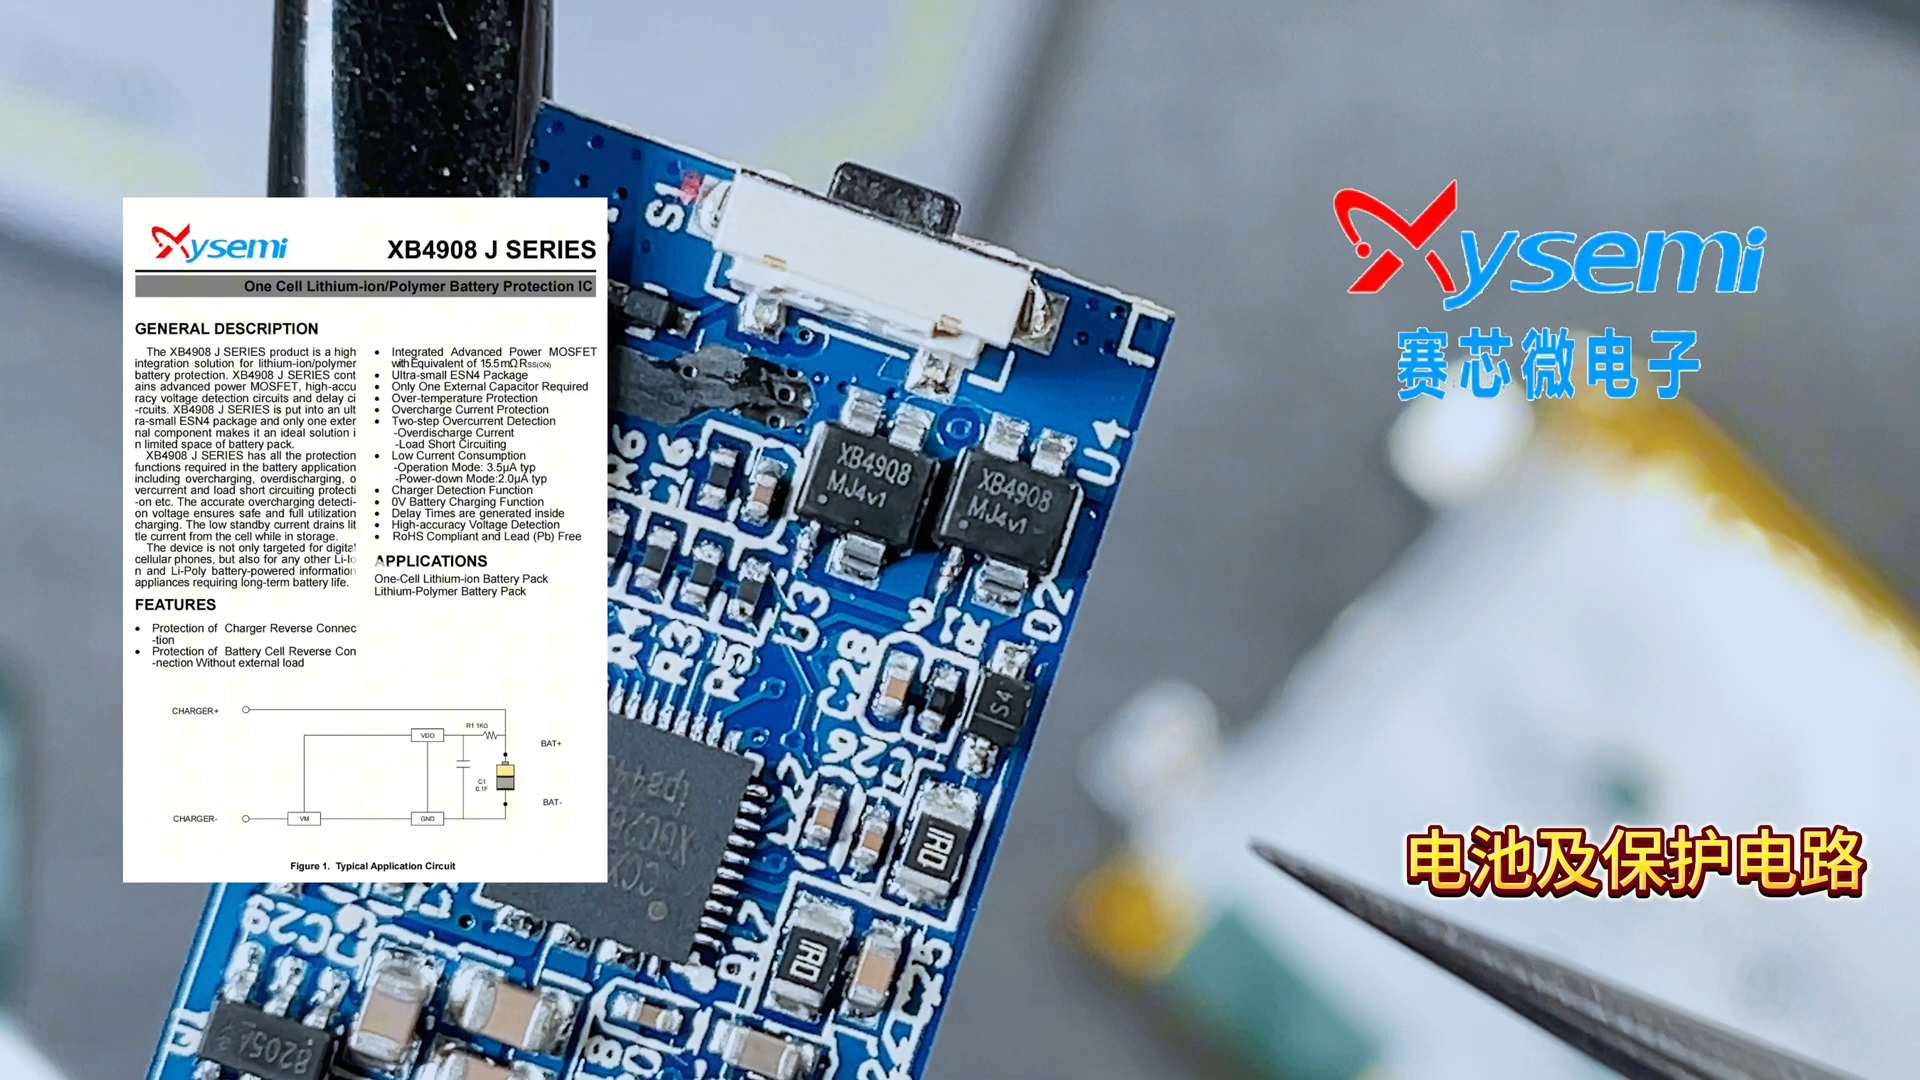 Xysemi
XB4908 J SERIES
One Cell Lithium-ion/Polymer Battery Protection IC
GENERAL DESCRIPTION
The XB4908 J SERIES product is a high
integration solution for lithium-ion/polymer
battery protection. XB4908 J SERIES cont
ains advanced power MOSFET, high-accu
racy voltage detection circuits and delay ci
-rcuits. XB4908 J SERIES is put into an ult
ra-small ESN4 package and only one exter
nal component makes it an ideal solution i
n limited space of battery pack.
XB4908 J SERIES has all the protection
functions required in the battery application
including overcharging, overdischarging, o
vercurrent and load short circuiting protecti
-on etc. The accurate overcharging detecti-
on voltage ensures safe and full utilization
charging. The low standby current drains lit
tle current from the cell while in storage.
The device is not only targeted for digital
cellular phones, but also for any other Li-Io
n and Li-Poly battery-powered information
appliances requiring long-term battery life.
FEATURES
• Protection of Charger Reverse Connec
-tion
• Protection of Battery Cell Reverse Con
-nection Without external load
• Integrated Advanced Power MOSFET
with Equivalent of 15.5mΩ RSS(ON)
• Ultra-small ESN4 Package
• Only One External Capacitor Required
• Over-temperature Protection
• Overcharge Current Protection
• Two-step Overcurrent Detection
-Overdischarge Current
-Load Short Circuiting
• Low Current Consumption
-Operation Mode: 3.5μA typ
-Power-down Mode:2.0μA typ
• Charger Detection Function
• 0V Battery Charging Function
• Delay Times are generated inside
• High-accuracy Voltage Detection
• RoHS Compliant and Lead (Pb) Free
APPLICATIONS
One-Cell Lithium-ion Battery Pack
Lithium-Polymer Battery Pack
CHARGER+
R1 1KΩ
VDD
BAT+
C1
0.1F
BAT-
CHARGER-
VM
GND
Figure 1. Typical Application Circuit
S1
XB4908
MJ4v1
XB4908
MJ4v1
U4
R6
C16
U3
D2
R4
R3
R5
C28
S4
C26
1R0
1R0
C29
8205A
Xysemi
赛芯微电子
电池及保护电路